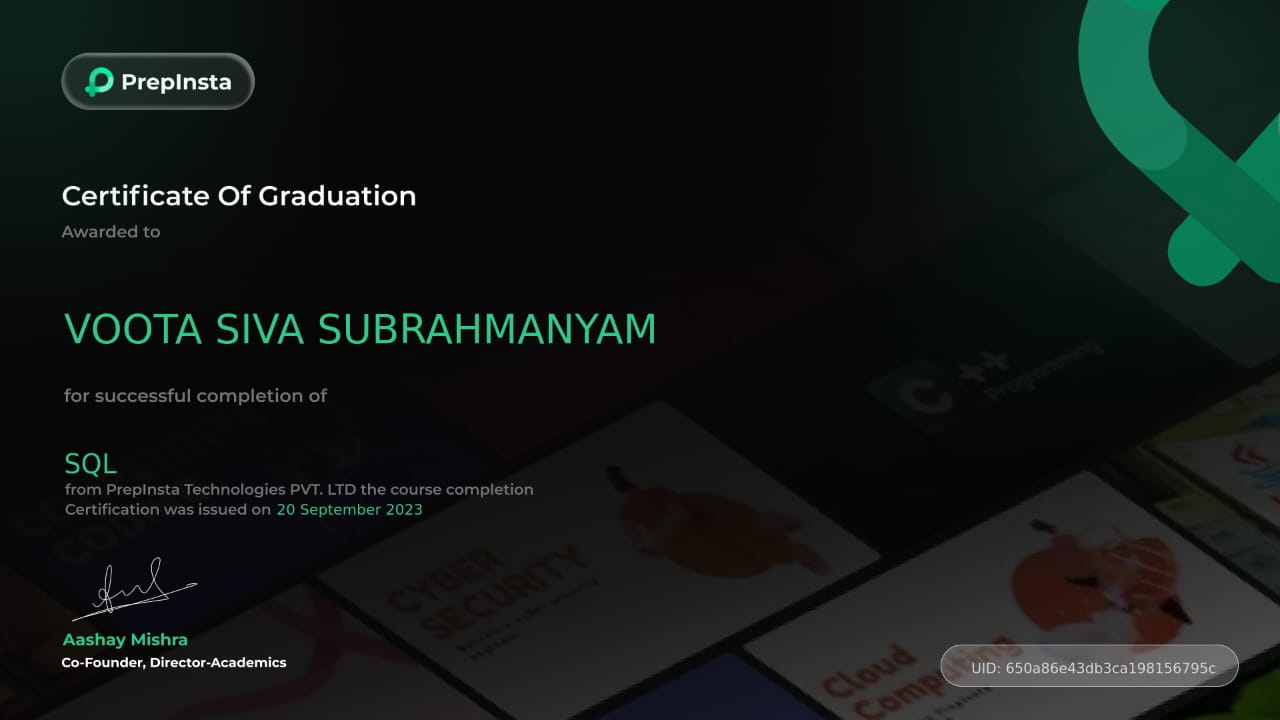 PrepInsta
Certificate Of Graduation
Awarded to
VOOTA SIVA SUBRAHMANYAM
for successful completion of
SQL
from PrepInsta Technologies PVT. LTD the course completion
Certification was issued on 20 September 2023
Aashay Mishra
Co-Founder, Director-Academics
UID: 650a86e43db3ca198156795c
C
++
Programming
CYBER
SECURITY
Cloud
Computing